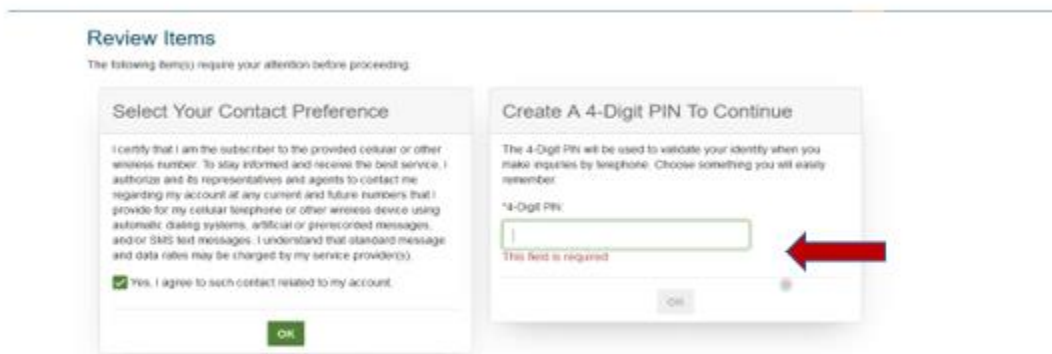 Review Items
The following item(s) require your attention before proceeding.
Select Your Contact Preference
I certify that I am the subscriber to the provided cellular or other
wireless number. To stay informed and receive the best service, I
authorize and its representatives and agents to contact me
regarding my account at any current and future numbers that I
provide for my cellular telephone or other wireless device using
automatic dialing systems, artificial or prerecorded messages,
and/or SMS text messages. I understand that standard message
and data rates may be charged by my service provider(s).
Yes, I agree to such contact related to my account.
OK
Create A 4-Digit PIN To Continue
The 4-Digit PIN will be used to validate your identity when you
make inquiries by telephone. Choose something you will easily
remember.
*4-Digit PIN:
This field is required
OK